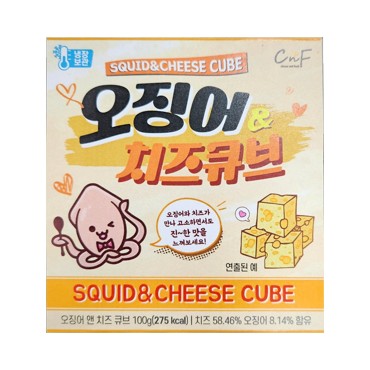 냉장
보관
CnF
SQUID&CHEESE CUBE
오징어&
치즈큐브
오징어와 치즈가
만나 고소하면서도
진~한 맛을
느껴보세요!
연출된 예
SQUID & CHEESE CUBE
오징어 앤 치즈 큐브 100g(275 kcal) | 치즈 58.46% 오징어 8.14% 함유